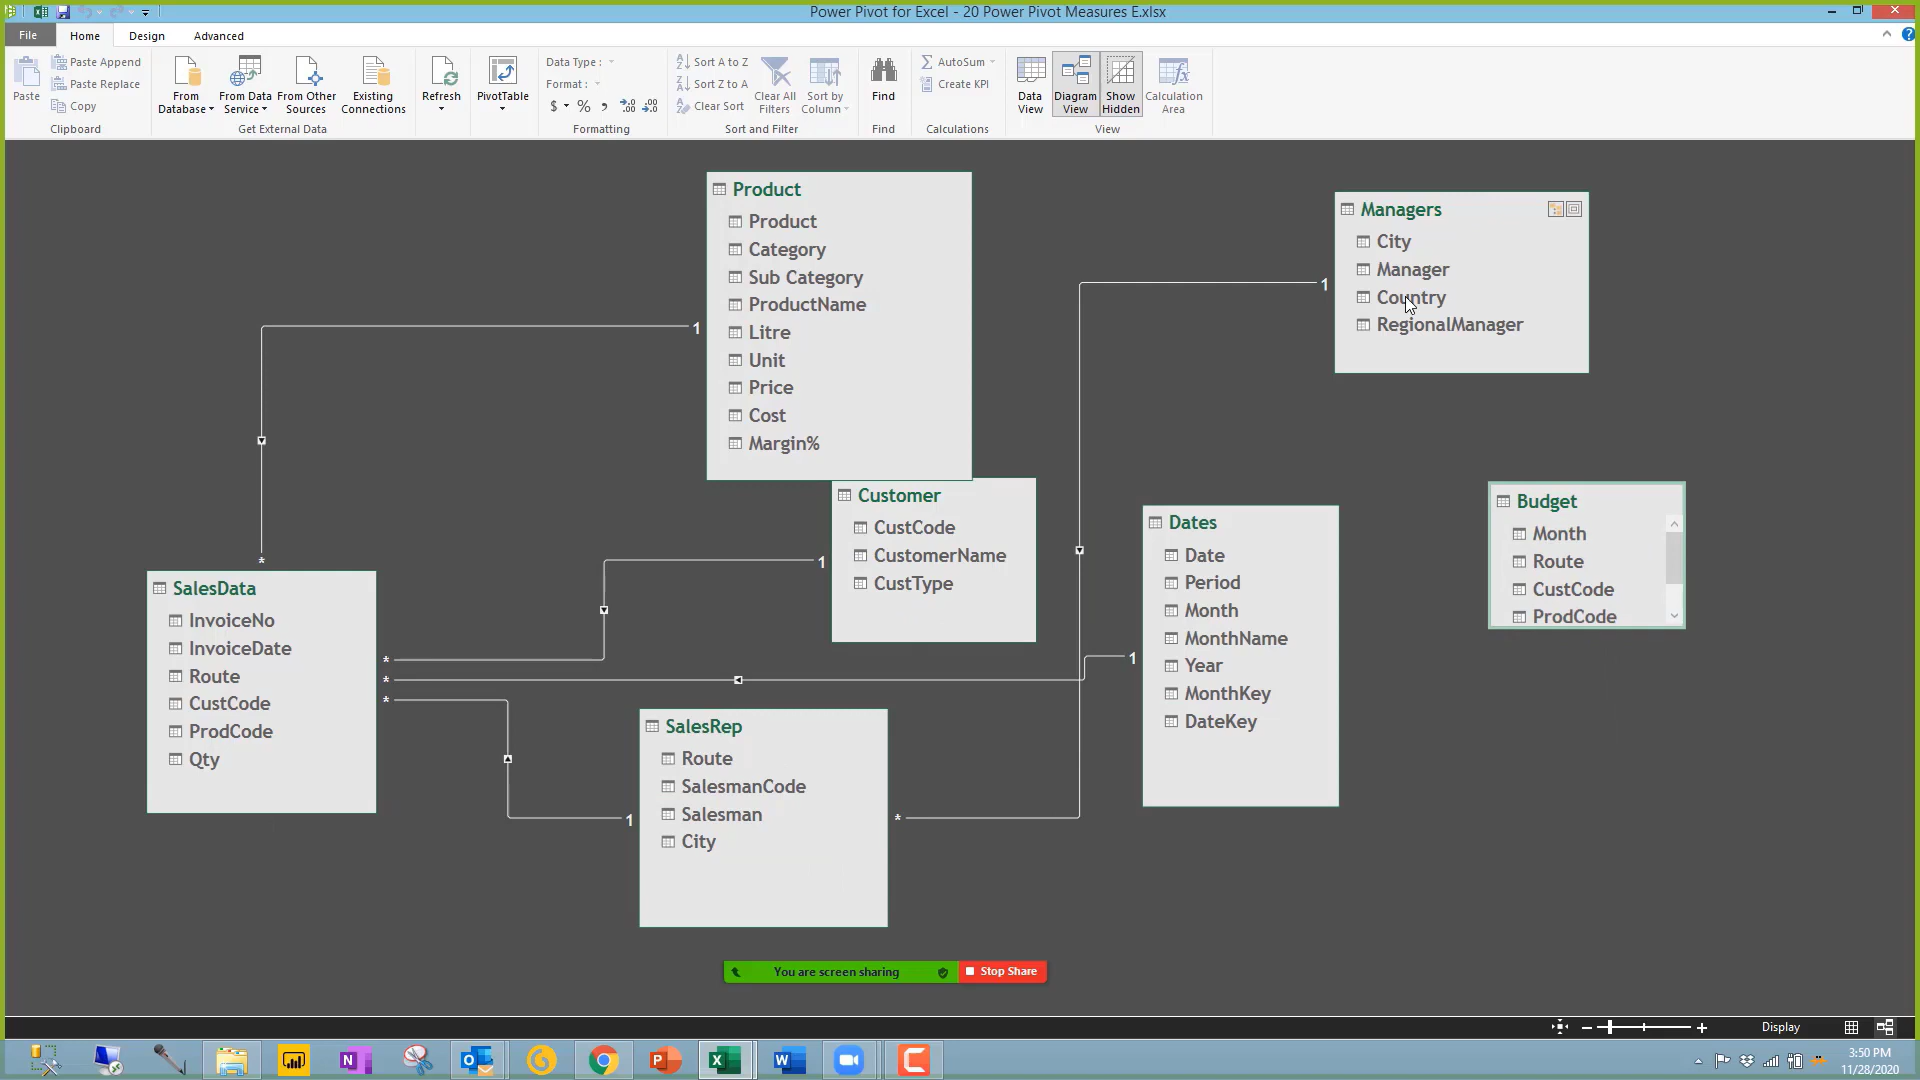 Power Pivot for Excel - 20 Power Pivot Measures E.xlsx
File
Home
Design
Advanced
Paste
Paste Append
Paste Replace
Copy
Clipboard
From Database
From Data Service
From Other Sources
Existing Connections
Get External Data
Refresh
PivotTable
Data Type :
Format :
$ % ,
Formatting
Sort A to Z
Sort Z to A
Clear Sort
Clear All Filters
Sort by Column
Sort and Filter
Find
Find
AutoSum
Create KPI
Calculations
Data View
Diagram View
Show Hidden
Calculation Area
View
Product
Product
Category
Sub Category
ProductName
Litre
Unit
Price
Cost
Margin%
Managers
City
Manager
Country
RegionalManager
1
1
*
Customer
CustCode
CustomerName
CustType
1
Dates
Date
Period
Month
MonthName
Year
MonthKey
DateKey
1
Budget
Month
Route
CustCode
ProdCode
SalesData
InvoiceNo
InvoiceDate
Route
CustCode
ProdCode
Qty
*
*
*
SalesRep
Route
SalesmanCode
Salesman
City
1
*
You are screen sharing
Stop Share
Display
3:50 PM
11/28/2020